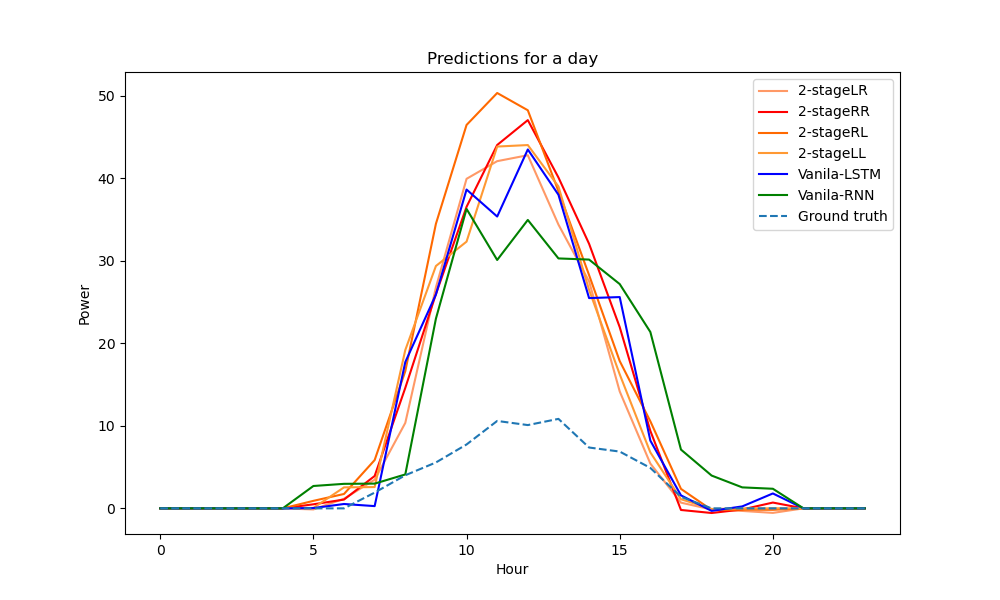 Predictions for a day
2-stageLR
2-stageRR
2-stageRL
2-stageLL
Vanila-LSTM
Vanila-RNN
Ground truth
50
40
30
20
10
0
Power
0 5 10 15 20
Hour